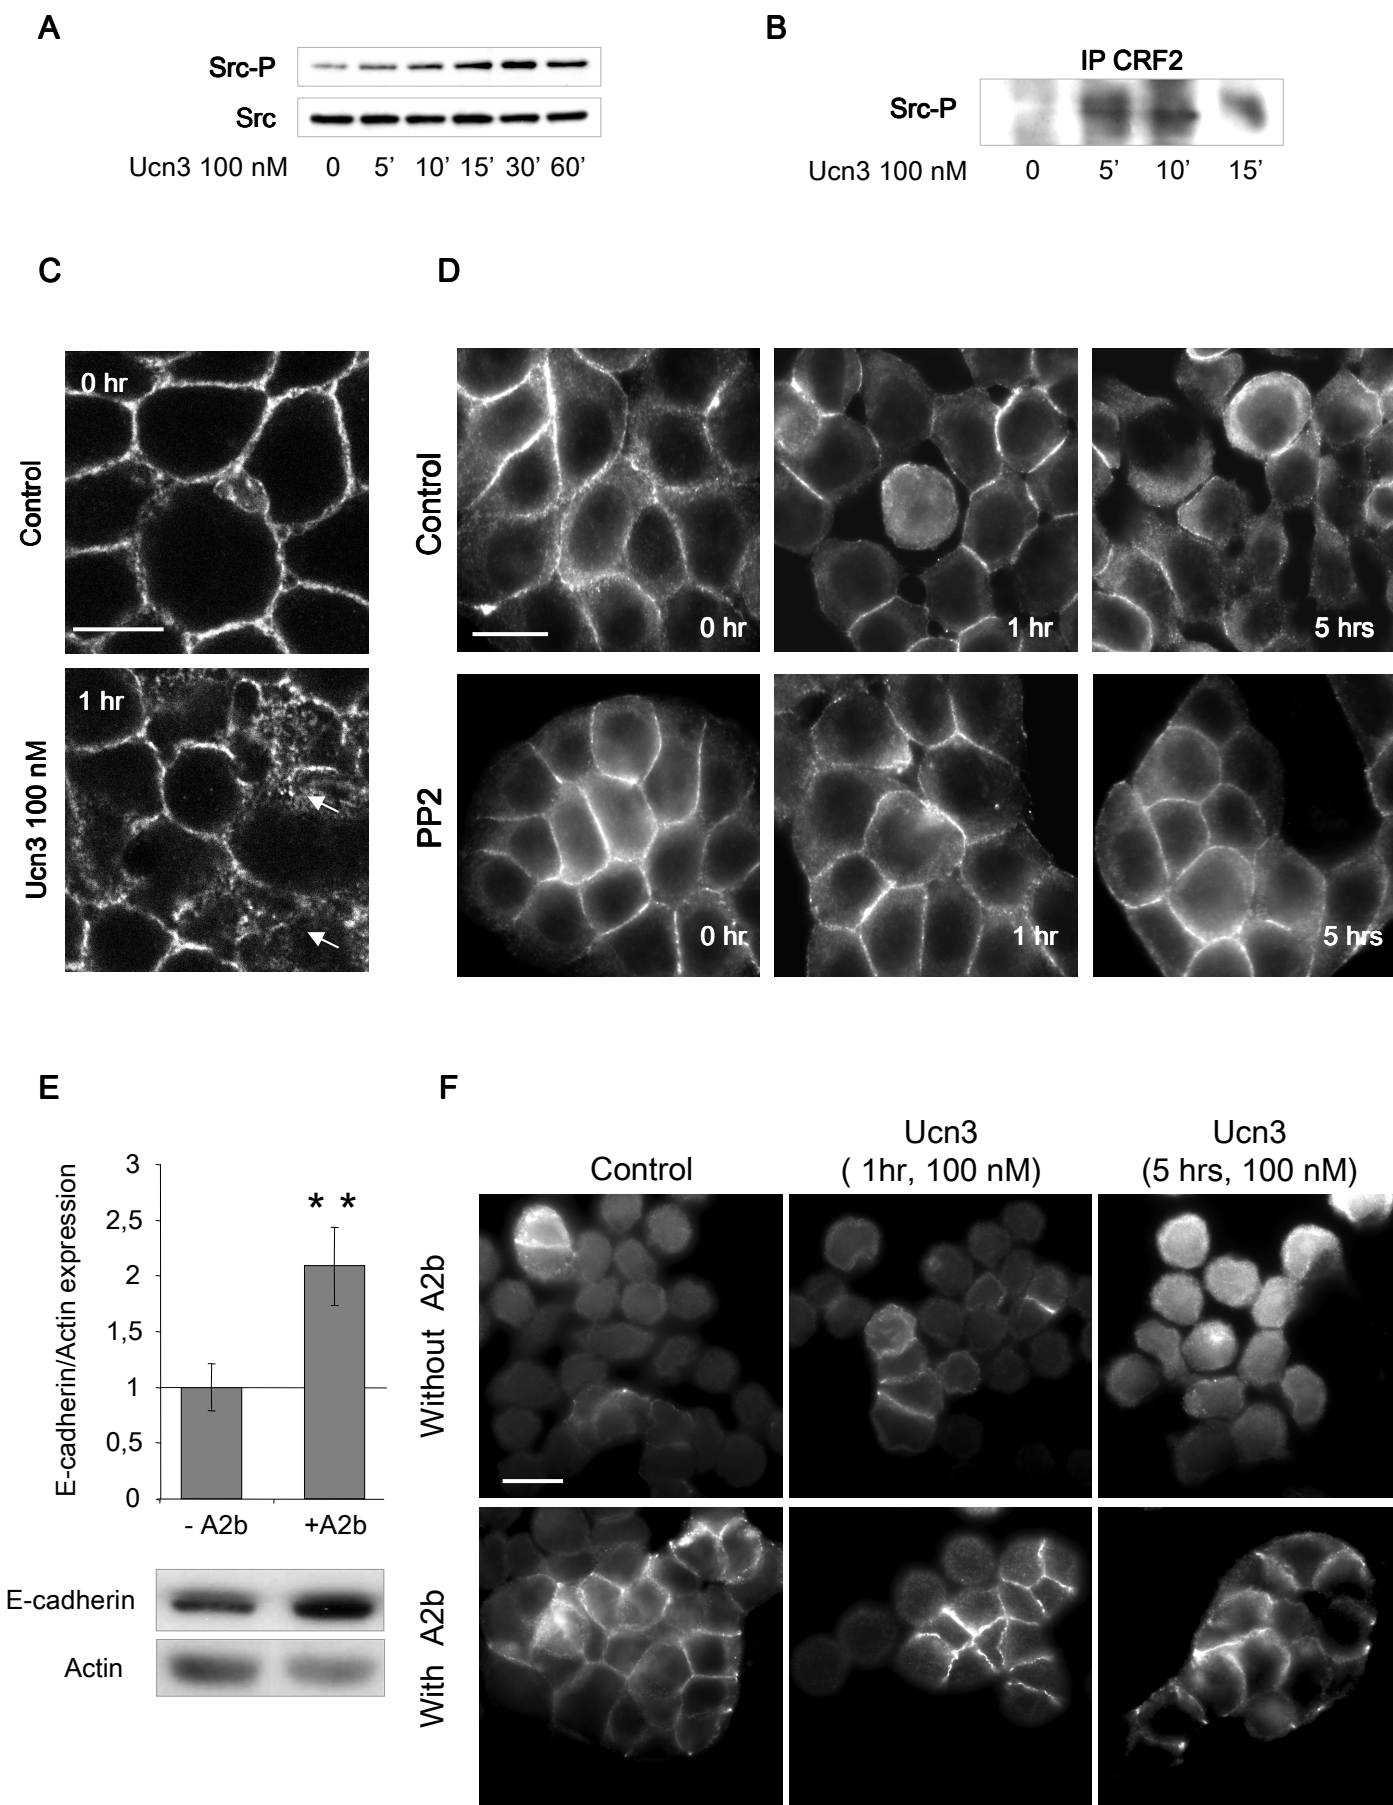 A
Src-P
Src
Ucn3 100 nM 0 5’ 10’ 15’ 30’ 60’
B
IP CRF2
Src-P
Ucn3 100 nM 0 5’ 10’ 15’
C
Control
0 hr
Ucn3 100 nM
1 hr
D
Control
0 hr
1 hr
5 hrs
PP2
0 hr
1 hr
5 hrs
E
E-cadherin/Actin expression
3
2,5
2
1,5
1
0,5
0
* *
- A2b +A2b
E-cadherin
Actin
F
Control
Ucn3
( 1hr, 100 nM)
Ucn3
(5 hrs, 100 nM)
Without A2b
With A2b